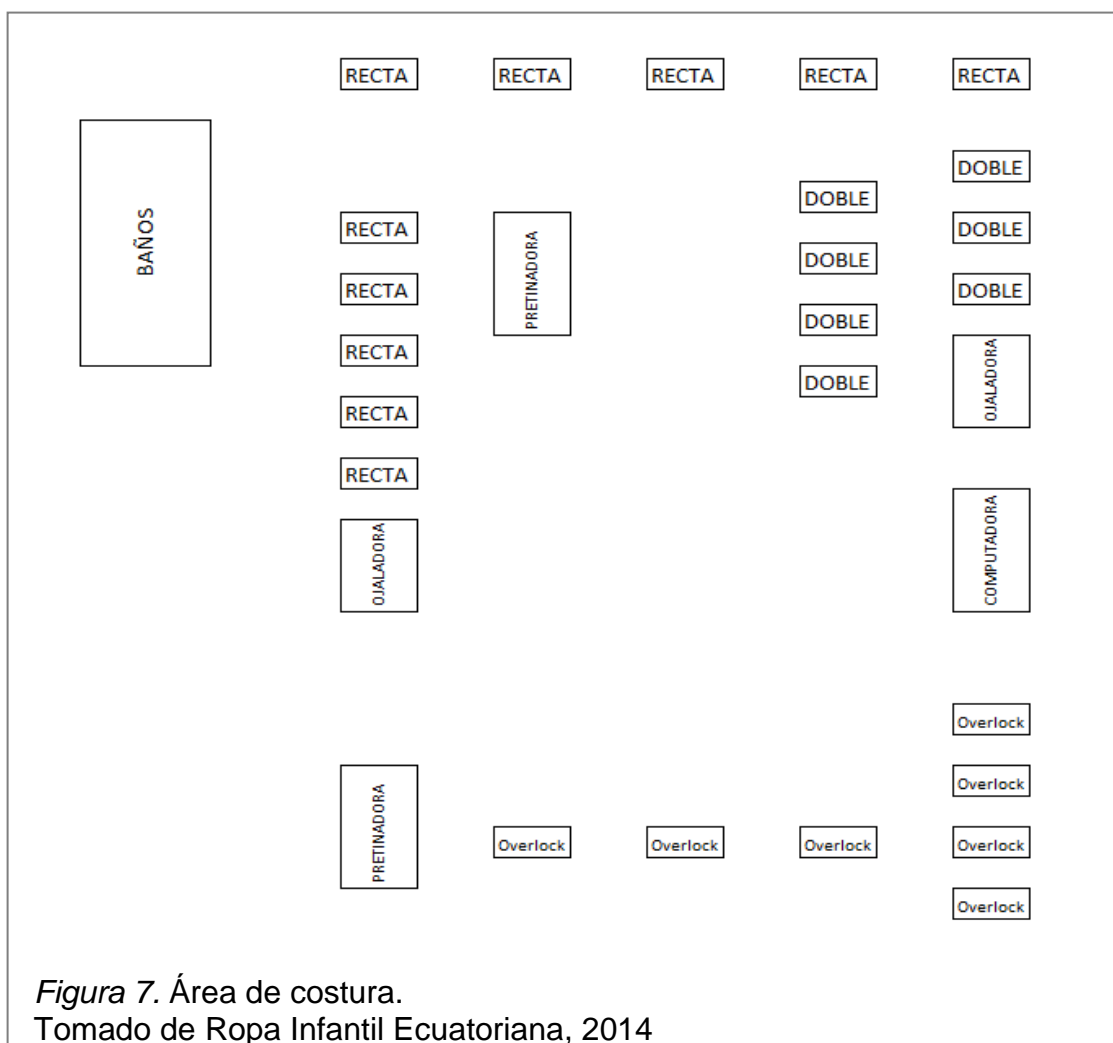 RECTA RECTA RECTA RECTA RECTA
DOBLE
DOBLE
BAÑOS
RECTA
PRETINADORA
DOBLE
DOBLE
RECTA
DOBLE
DOBLE
RECTA
OJALADORA
DOBLE
RECTA
RECTA
OJALADORA
COMPUTADORA
Overlock
Overlock
PRETINADORA
Overlock Overlock Overlock Overlock
Overlock
Figura 7. Área de costura.
Tomado de Ropa Infantil Ecuatoriana, 2014